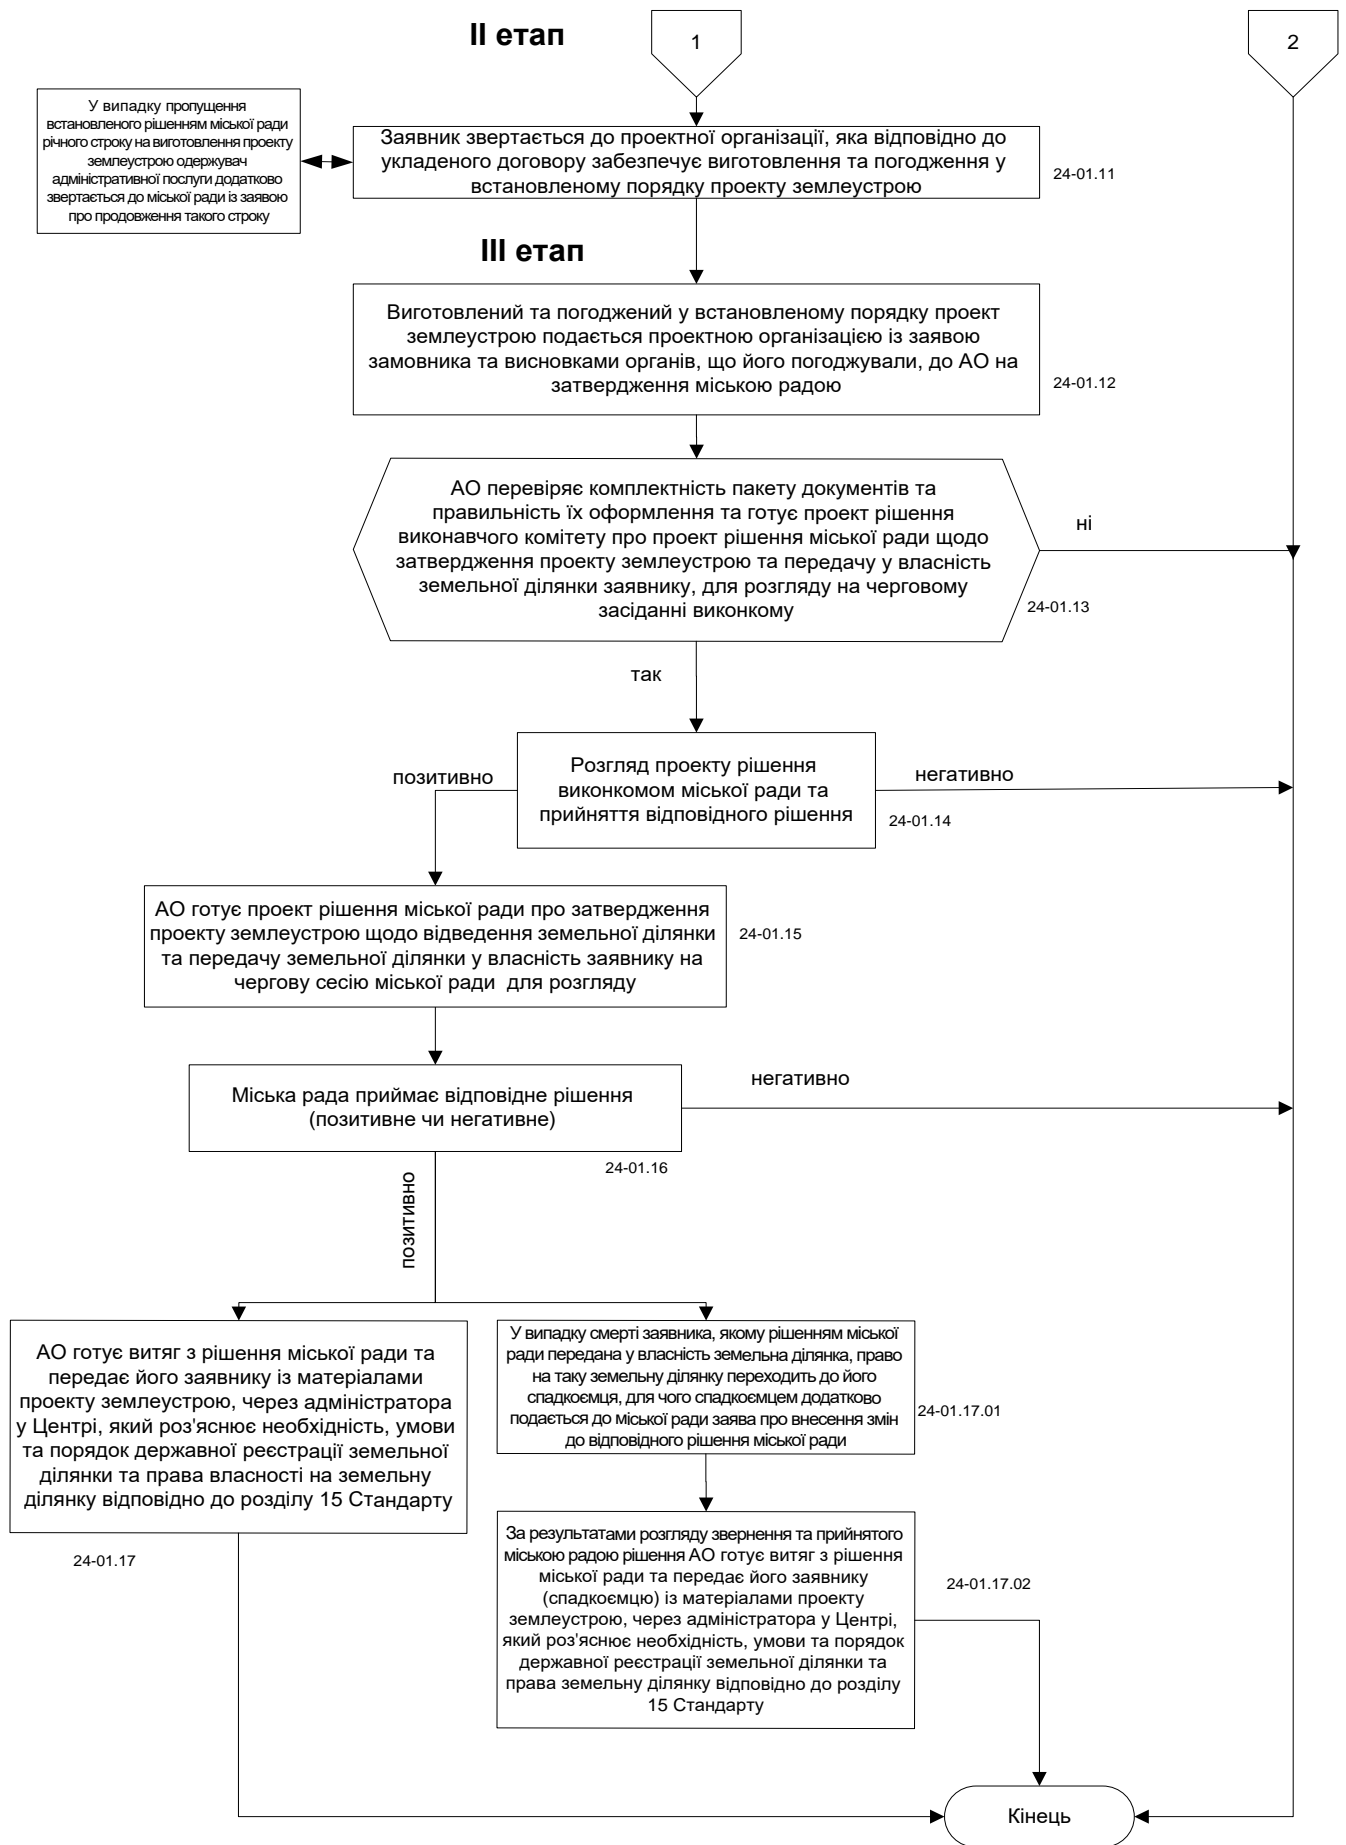 II етап
1
2
У випадку пропущення
встановленого рішенням міської ради
річного строку на виготовлення проекту
землеустрою одержувач
адміністративної послуги додатково
звертається до міської ради із заявою
про продовження такого строку
Заявник звертається до проектної організації, яка відповідно до
укладеного договору забезпечує виготовлення та погодження у
встановленому порядку проекту землеустрою
24-01.11
III етап
Виготовлений та погоджений у встановленому порядку проект
землеустрою подається проектною організацією із заявою
замовника та висновками органів, що його погоджували, до АО на
затвердження міською радою
24-01.12
АО перевіряє комплектність пакету документів та
правильність їх оформлення та готує проект рішення
виконавчого комітету про проект рішення міської ради щодо
затвердження проекту землеустрою та передачу у власність
земельної ділянки заявнику, для розгляду на черговому
засіданні виконкому
ні
24-01.13
так
Розгляд проекту рішення
виконкомом міської ради та
прийняття відповідного рішення
позитивно
негативно
24-01.14
АО готує проект рішення міської ради про затвердження
проекту землеустрою щодо відведення земельної ділянки
та передачу земельної ділянки у власність заявнику на
чергову сесію міської ради для розгляду
24-01.15
Міська рада приймає відповідне рішення
(позитивне чи негативне)
негативно
24-01.16
позитивно
АО готує витяг з рішення міської ради та
передає його заявнику із матеріалами
проекту землеустрою, через адміністратора
у Центрі, який роз'яснює необхідність, умови
та порядок державної реєстрації земельної
ділянки та права власності на земельну
ділянку відповідно до розділу 15 Стандарту
24-01.17
У випадку смерті заявника, якому рішенням міської
ради передана у власність земельна ділянка, право
на таку земельну ділянку переходить до його
спадкоємця, для чого спадкоємцем додатково
подається до міської ради заява про внесення змін
до відповідного рішення міської ради
24-01.17.01
За результатами розгляду звернення та прийнятого
міською радою рішення АО готує витяг з рішення
міської ради та передає його заявнику
(спадкоємцю) із матеріалами проекту
землеустрою, через адміністратора у Центрі,
який роз'яснює необхідність, умови та порядок
державної реєстрації земельної ділянки та
права земельну ділянку відповідно до розділу
15 Стандарту
24-01.17.02
Кінець